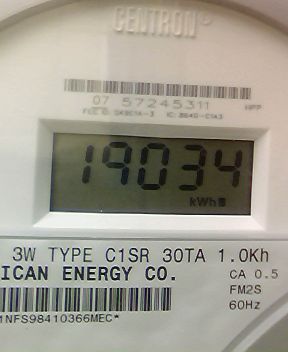 CENTRON®
07 57245311
19034
kWh
3W TYPE C1SR 30TA 1.0Kh
ICAN ENERGY CO.
CA 0.5
FM2S
60Hz
1NFS98410366MEC*